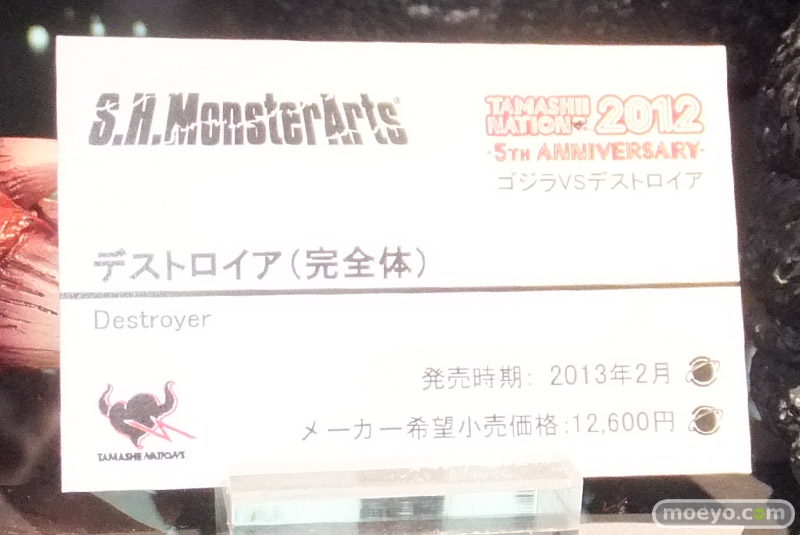 S.H.MonsterArts
TAMASHII
NATION 2012
·5TH ANNIVERSARY·
ゴジラVSデストロイア
デストロイア(完全体)
Destroyer
発売時期: 2013年2月
メーカー希望小売価格:12,600円
TAMASHII NATIONS
moeyo.com